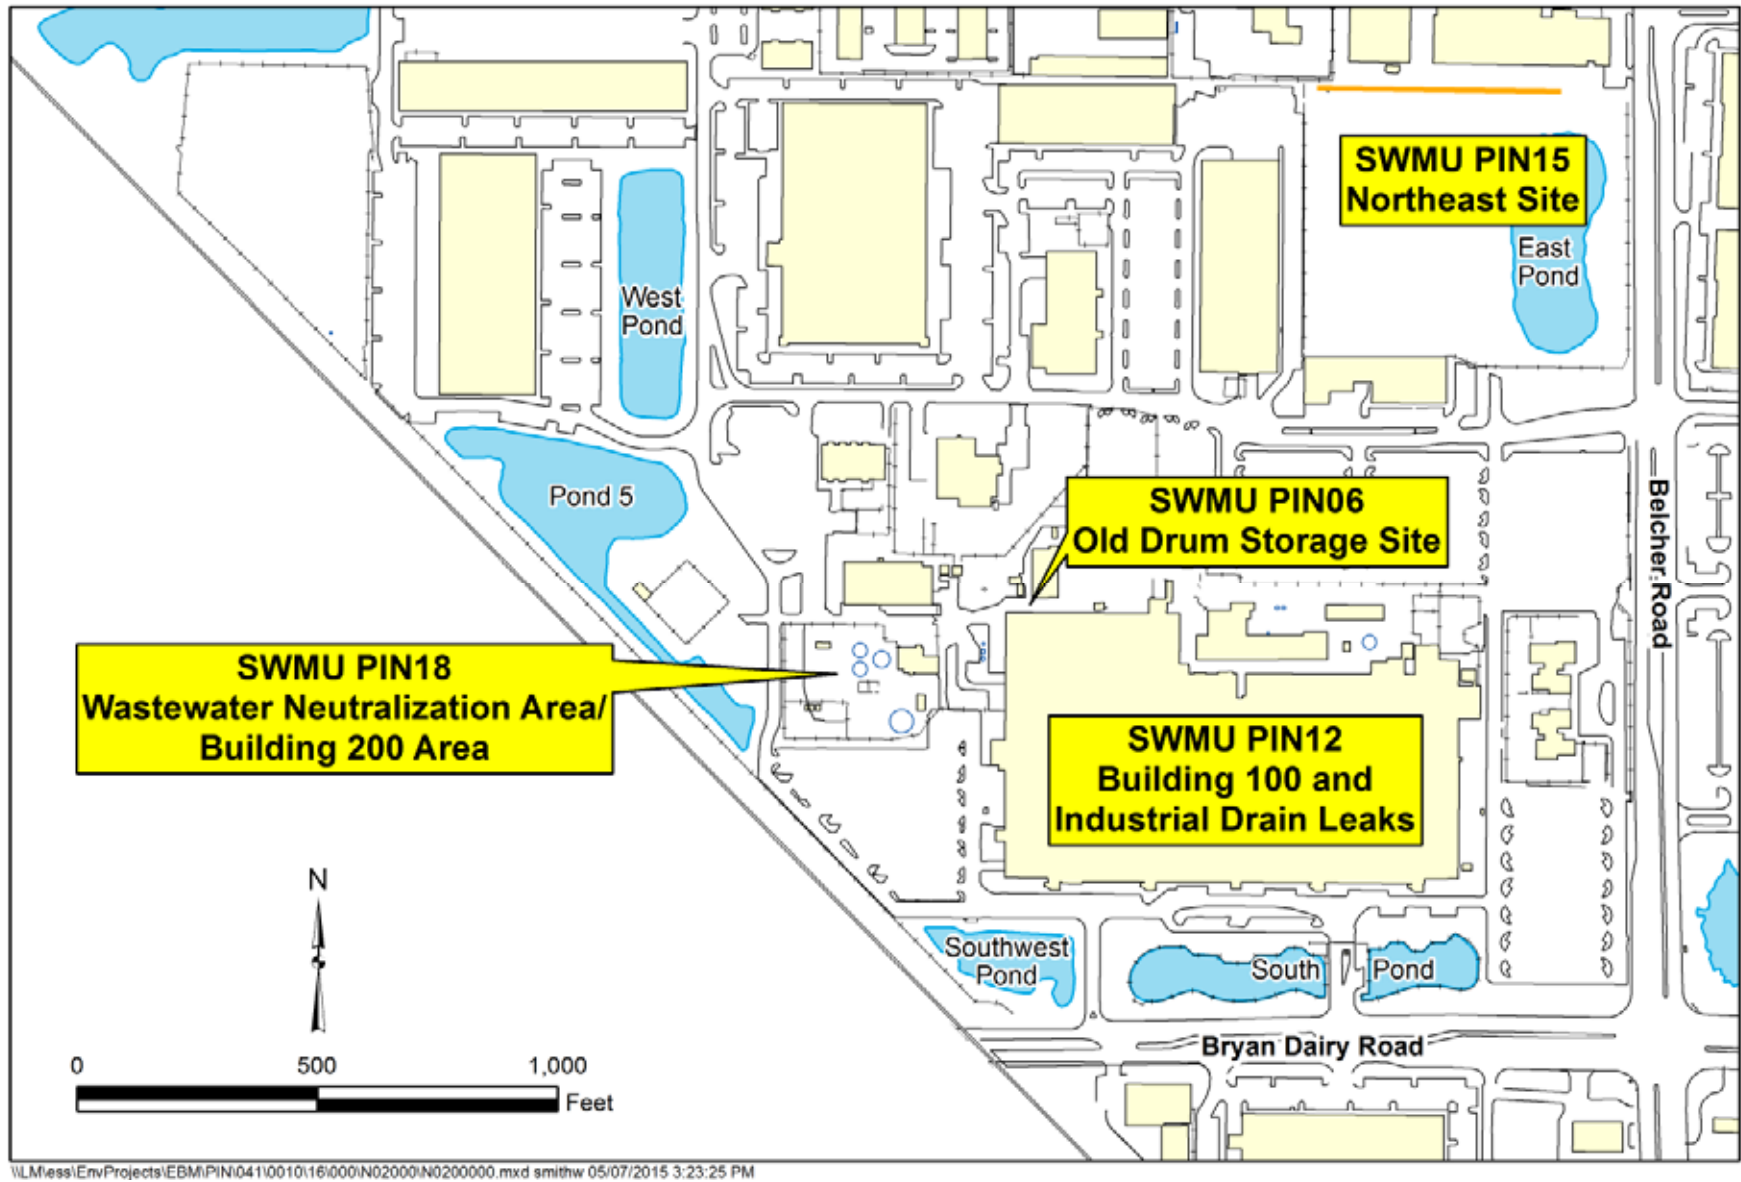 SWMU PIN15
Northeast Site
East
Pond
West
Pond
Pond 5
SWMU PIN06
Old Drum Storage Site
Belcher Road
SWMU PIN18
Wastewater Neutralization Area/
Building 200 Area
SWMU PIN12
Building 100 and
Industrial Drain Leaks
N
Southwest
Pond
South Pond
Bryan Dairy Road
0 500 1,000
Feet
\\LM\ess\EnvProjects\EBM\PIN\041\0010\16\000\N02000\N0200000.mxd smithw 05/07/2015 3:23:25 PM